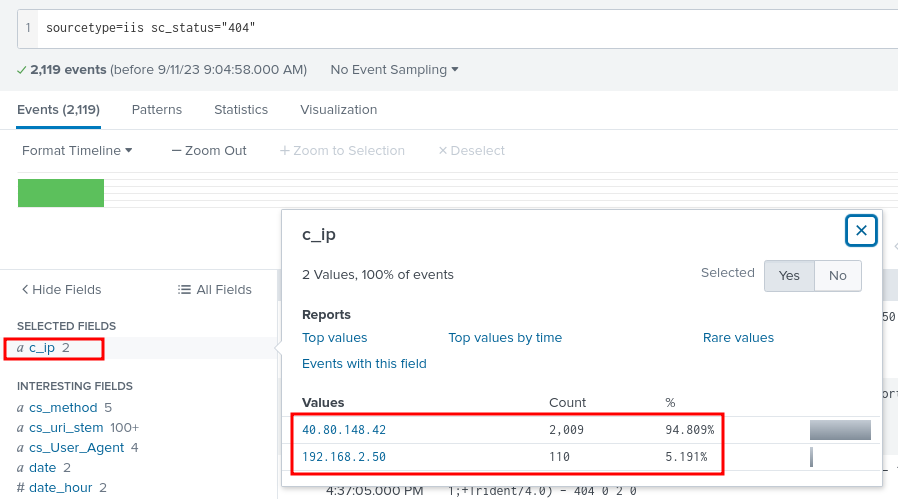 1 sourcetype=iis sc_status="404"
✓ 2,119 events (before 9/11/23 9:04:58.000 AM) No Event Sampling ▾
Events (2,119) Patterns Statistics Visualization
Format Timeline ▾ — Zoom Out + Zoom to Selection × Deselect
c_ip ×
2 Values, 100% of events Selected Yes No
< Hide Fields All Fields
Reports
50
SELECTED FIELDS
Top values Top values by time Rare values
a c_ip 2
Events with this field
INTERESTING FIELDS
Values Count %
a cs_method 5
a cs_uri_stem 100+
40.80.148.42 2,009 94.809%
a cs_User_Agent 4
192.168.2.50 110 5.191%
a date 2
# date_hour 2
4:37:05.000 PM 1;+Trident/4.0) - 404 0 2 0